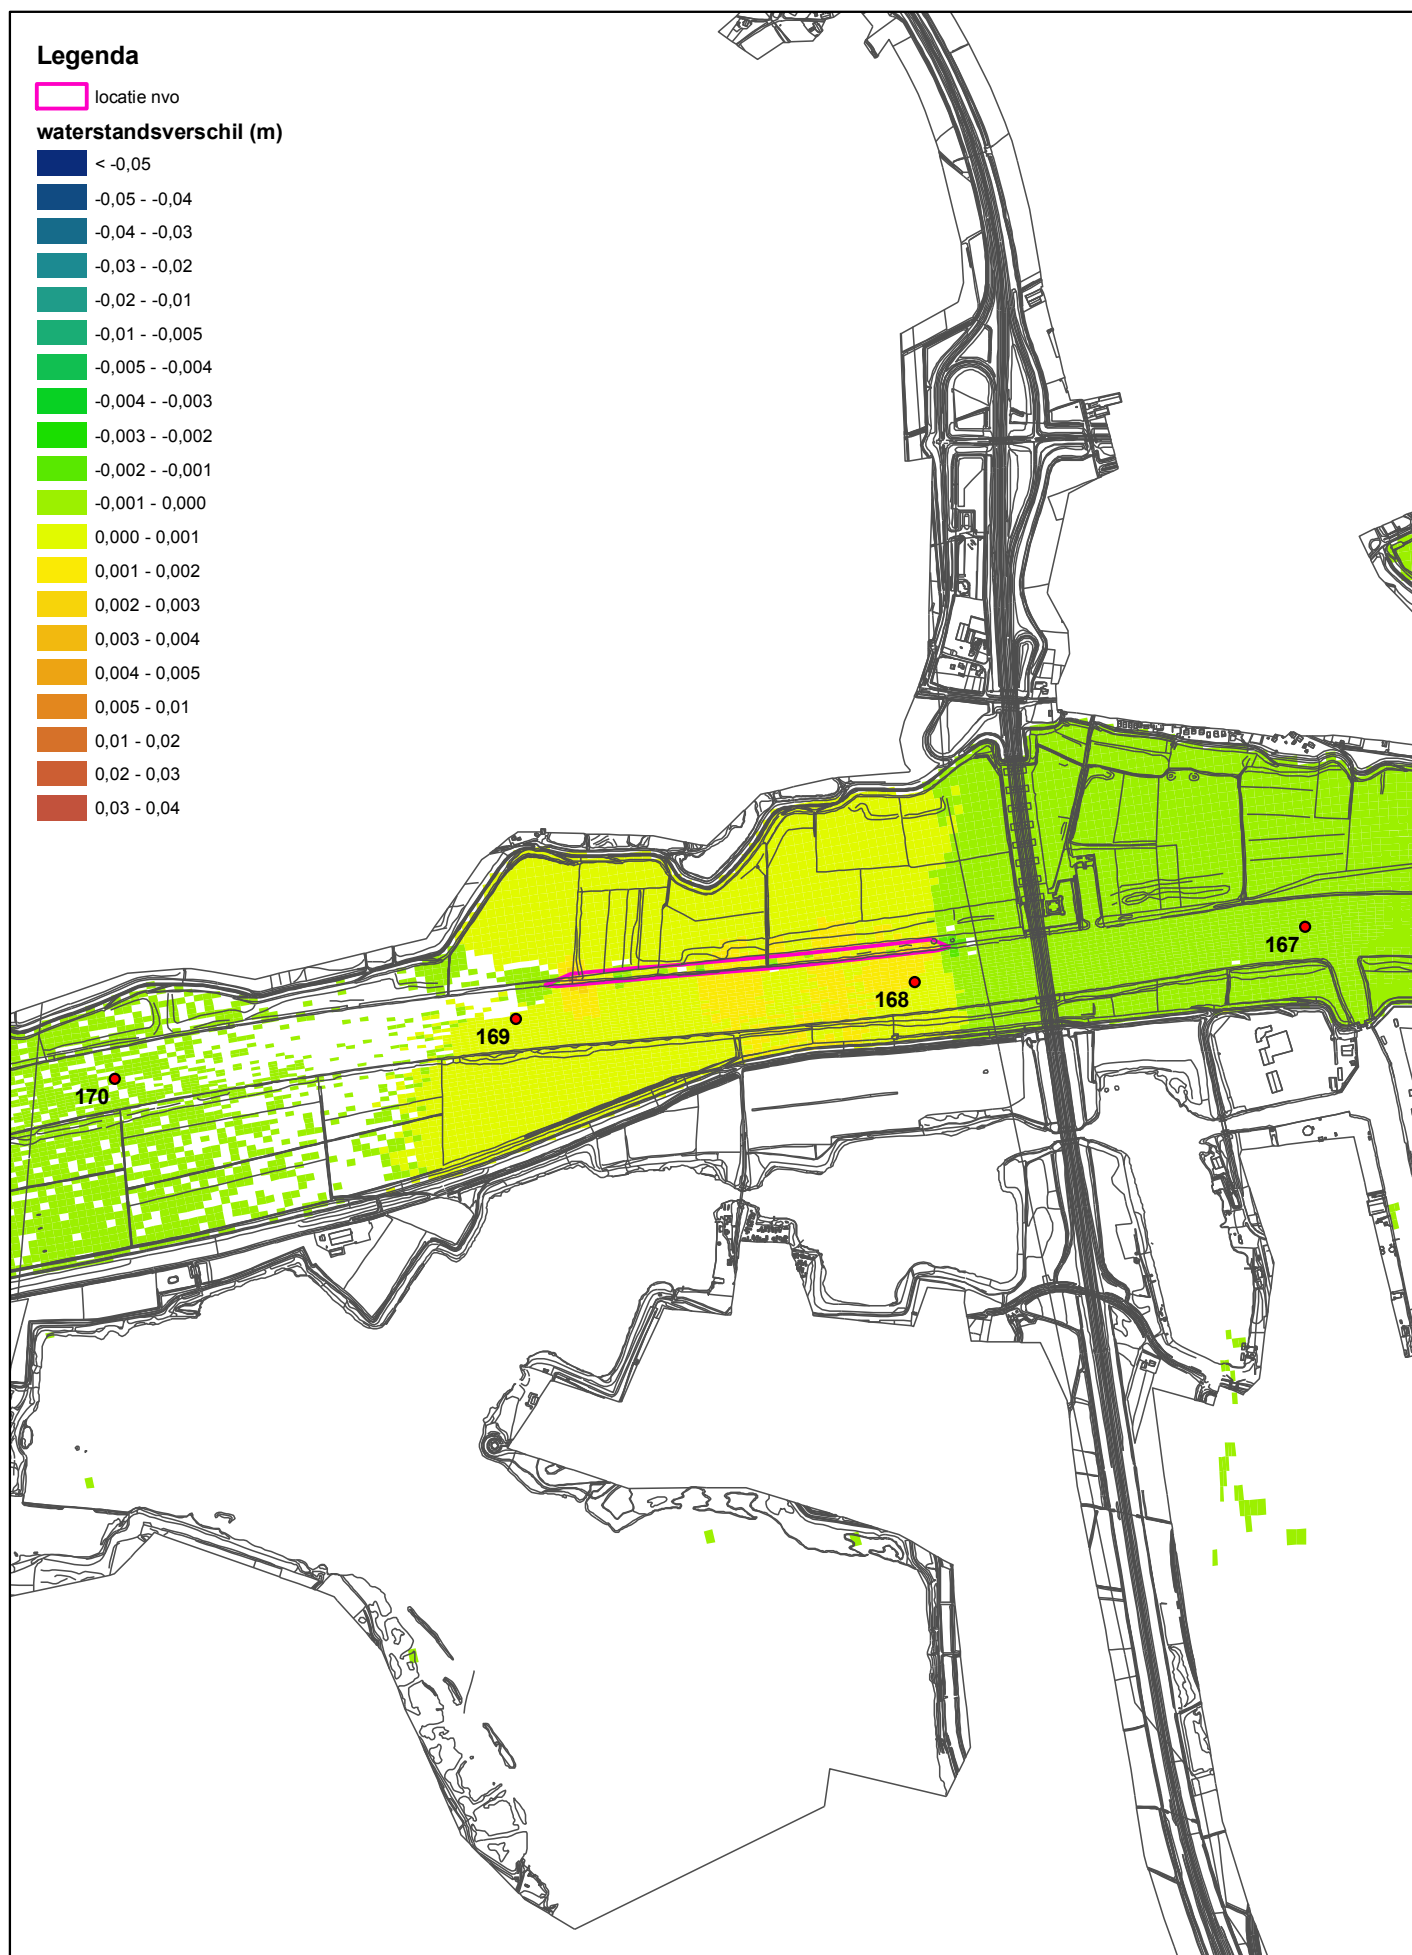 Legenda
locatie nvo
waterstandsverschil (m)
< -0,05
-0,05 - -0,04
-0,04 - -0,03
-0,03 - -0,02
-0,02 - -0,01
-0,01 - -0,005
-0,005 - -0,004
-0,004 - -0,003
-0,003 - -0,002
-0,002 - -0,001
-0,001 - 0,000
0,000 - 0,001
0,001 - 0,002
0,002 - 0,003
0,003 - 0,004
0,004 - 0,005
0,005 - 0,01
0,01 - 0,02
0,02 - 0,03
0,03 - 0,04
167
168
169
170